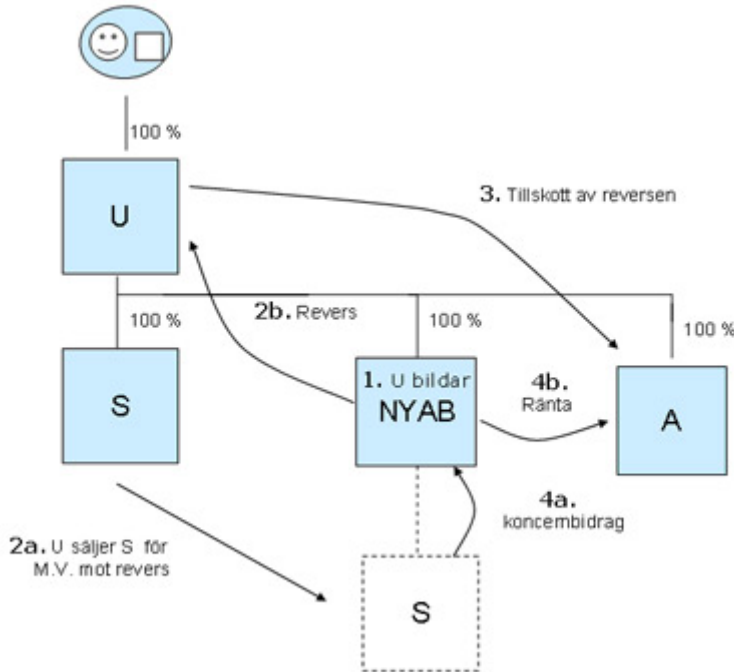 100 %
U
3. Tillskott av reversen
100 %
2b. Revers
100 %
100 %
S
1. U bildar
NYAB
4b.
Ränta
A
4a.
koncembidrag
2a. U säljer S för
M.V. mot revers
S